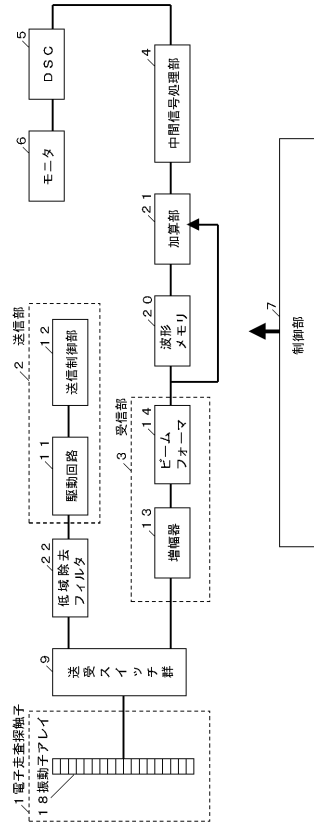 1電子走査探触子
18振動子アレイ
9
送受スイッチ群
22
低域除去
フィルタ
2
送信部
11
駆動回路
12
送信制御部
3
受信部
13
増幅器
14
ビーム
フォーマ
20
波形
メモリ
21
加算部
4
中間信号処理部
5
DSC
6
モニタ
7
制御部